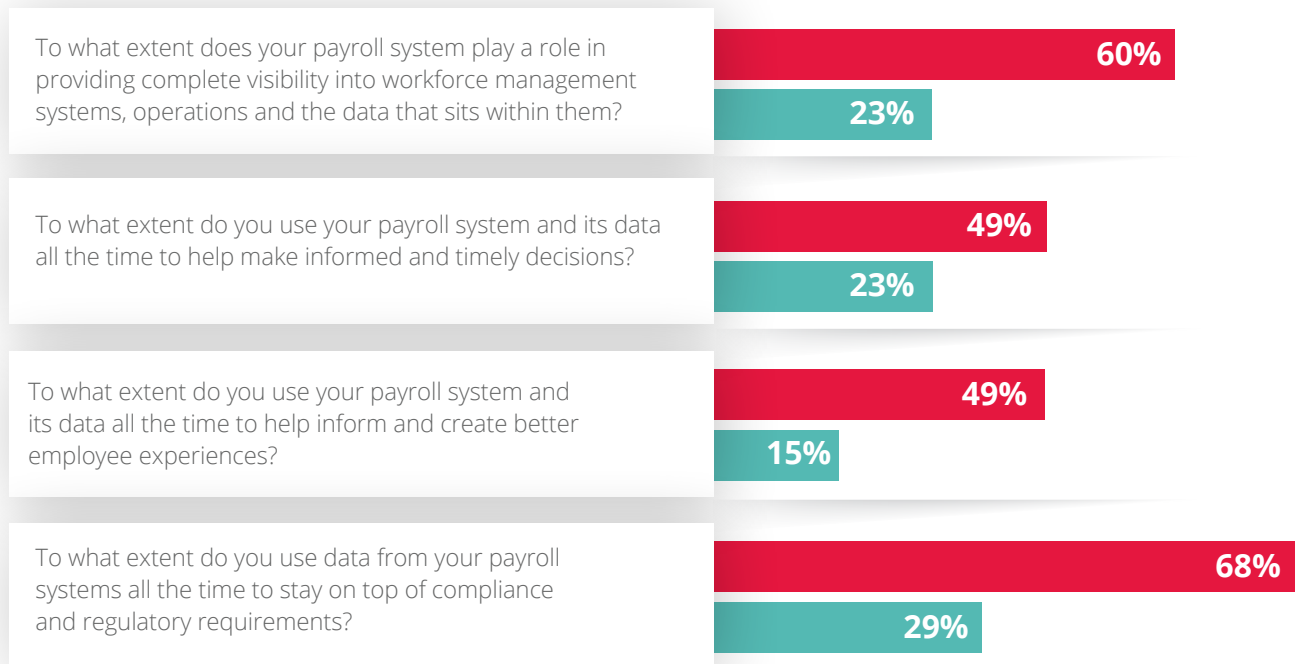 To what extent does your payroll system play a role in
providing complete visibility into workforce management
systems, operations and the data that sits within them?
60%
23%
To what extent do you use your payroll system and its data
all the time to help make informed and timely decisions?
49%
23%
To what extent do you use your payroll system and
its data all the time to help inform and create better
employee experiences?
49%
15%
To what extent do you use data from your payroll
systems all the time to stay on top of compliance
and regulatory requirements?
68%
29%